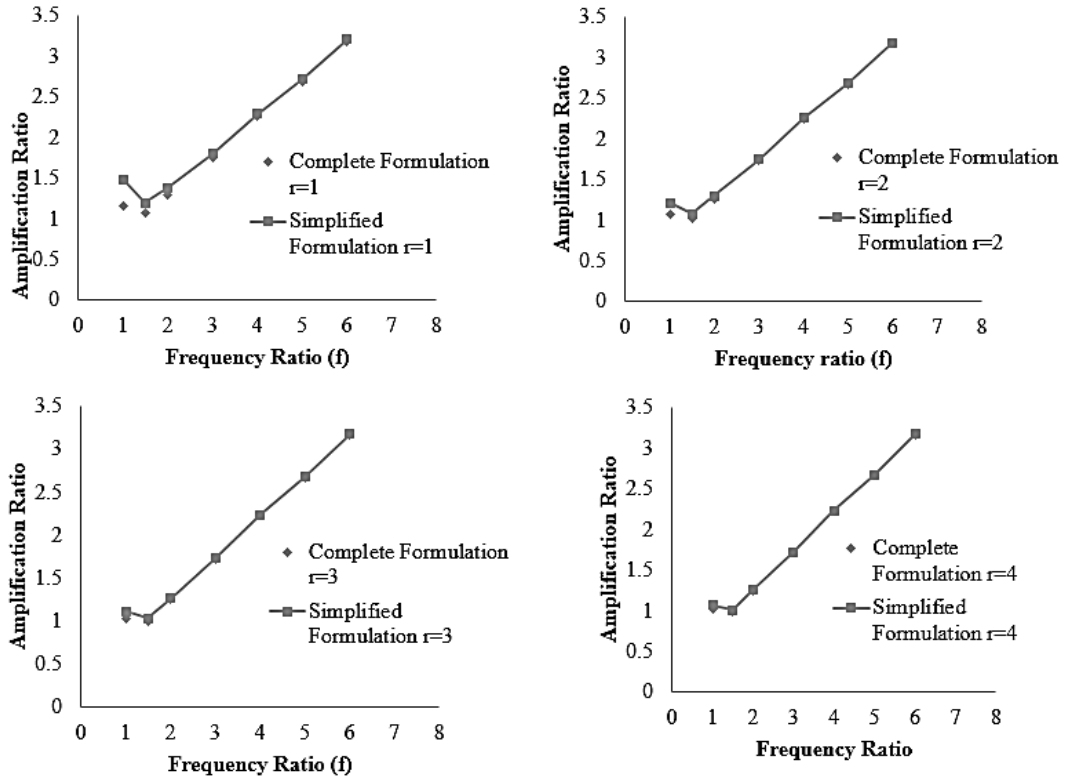 3.5
3
2.5
2
1.5
1
0.5
0
Amplification Ratio
0 1 2 3 4 5 6 7 8
Frequency Ratio (f)
Complete Formulation
r=1
Simplified
Formulation r=1
3.5
3
2.5
2
1.5
1
0.5
0
Amplification Ratio
0 1 2 3 4 5 6 7 8
Frequency ratio (f)
Complete Formulation
r=2
Simplified
Formulation r=2
3.5
3
2.5
2
1.5
1
0.5
0
Amplification Ratio
0 1 2 3 4 5 6 7 8
Frequency Ratio (f)
Complete Formulation
r=3
Simplified
Formulation r=3
3.5
3
2.5
2
1.5
1
0.5
0
Amplification Ratio
0 1 2 3 4 5 6 7 8
Frequency Ratio
Complete
Formulation r=4
Simplified
Formulation r=4